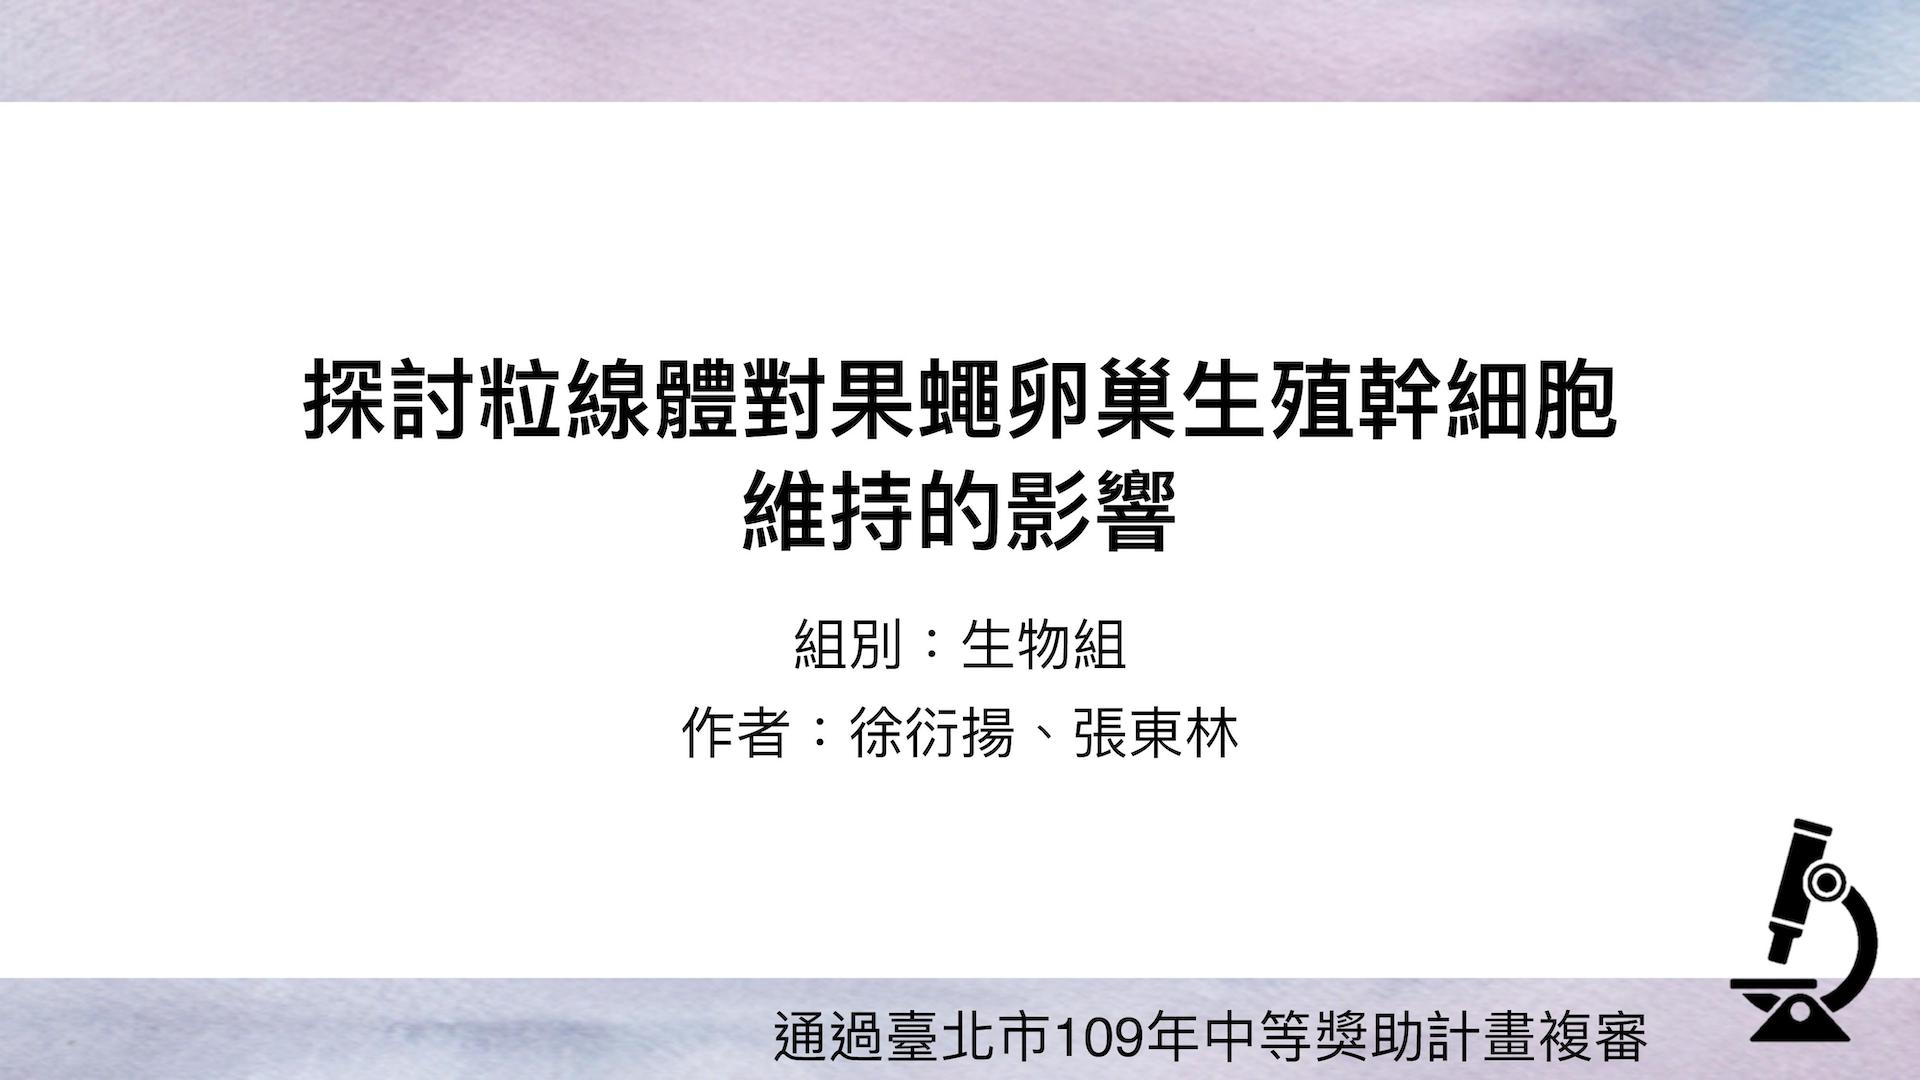 探討粒線體對果蠅卵巢生殖幹細胞
維持的影響
組別：生物組
作者：徐衍揚、張東林
通過臺北市109年中等獎助計畫複審